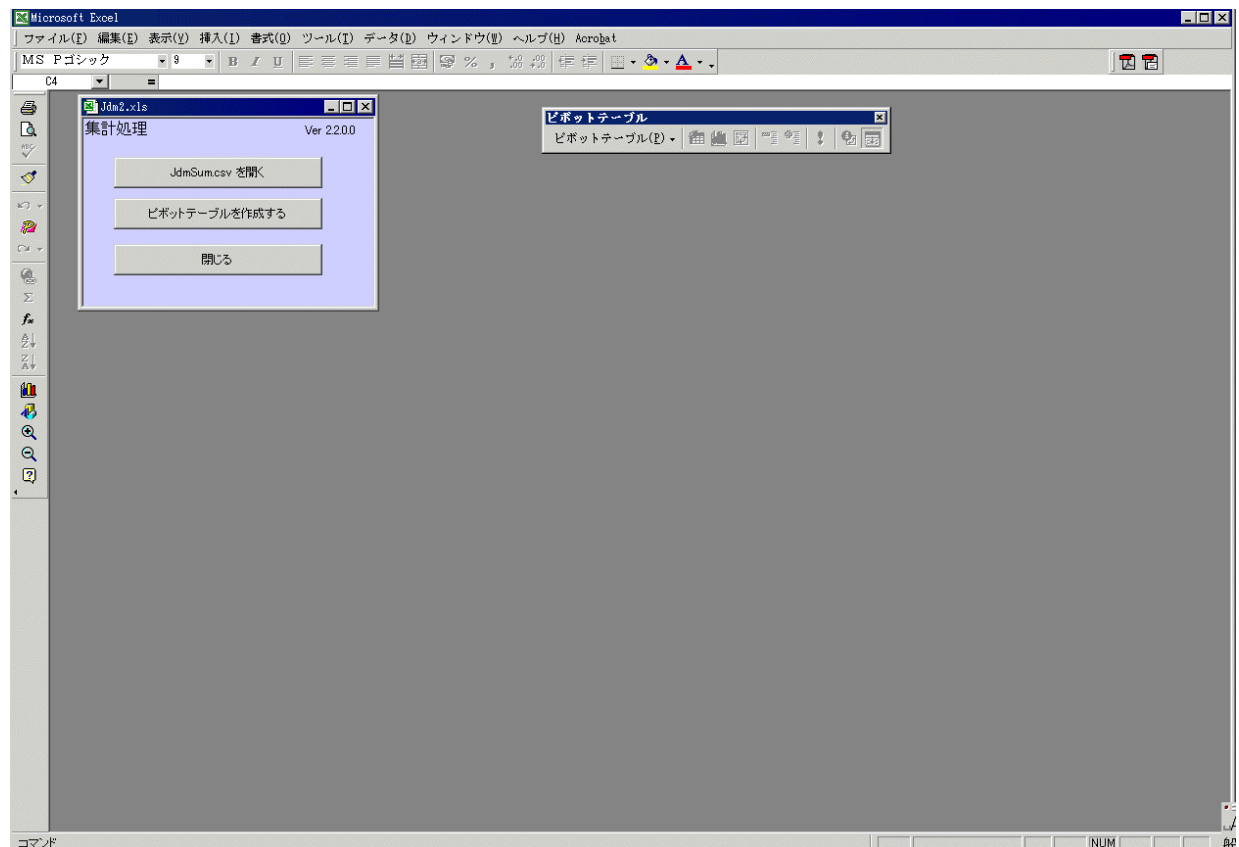 Microsoft Excel
ファイル(F) 編集(E) 表示(V) 挿入(I) 書式(O) ツール(T) データ(D) ウィンドウ(W) ヘルプ(H) Acrobat
MS Pゴシック 9 B I U
C4 =
Jdm2.xls
集計処理 Ver 2.2.0.0
JdmSum.csv を開く
ピボットテーブルを作成する
閉じる
ピボットテーブル
ピボットテーブル(P)
コマンド NUM